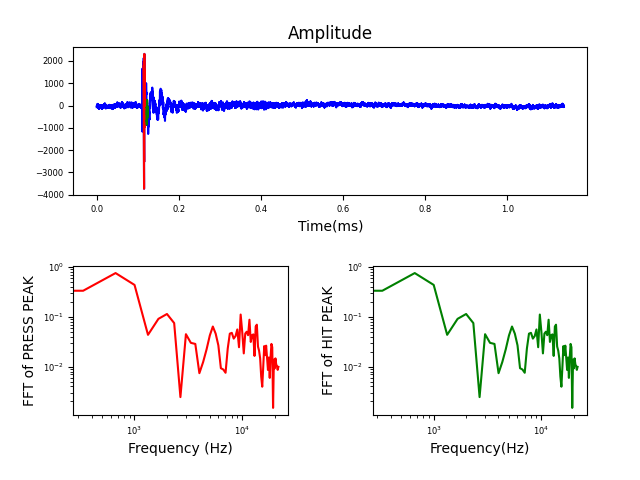 Amplitude
2000
1000
0
−1000
−2000
−3000
−4000
0.0 0.2 0.4 0.6 0.8 1.0
Time(ms)
FFT of PRESS PEAK
10⁰
10⁻¹
10⁻²
10³ 10⁴
Frequency (Hz)
FFT of HIT PEAK
10⁰
10⁻¹
10⁻²
10³ 10⁴
Frequency(Hz)